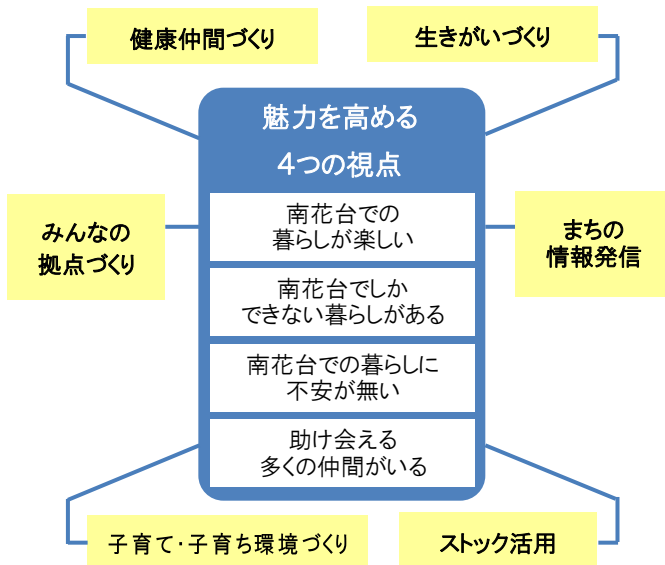 健康仲間づくり
生きがいづくり
魅力を高める
4つの視点
みんなの
拠点づくり
南花台での
暮らしが楽しい
南花台でしか
できない暮らしがある
南花台での暮らしに
不安が無い
助け会える
多くの仲間がいる
まちの
情報発信
子育て・子育ち環境づくり
ストック活用